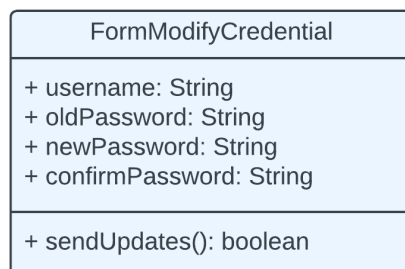 FormModifyCredential
+ username: String
+ oldPassword: String
+ newPassword: String
+ confirmPassword: String
+ sendUpdates(): boolean